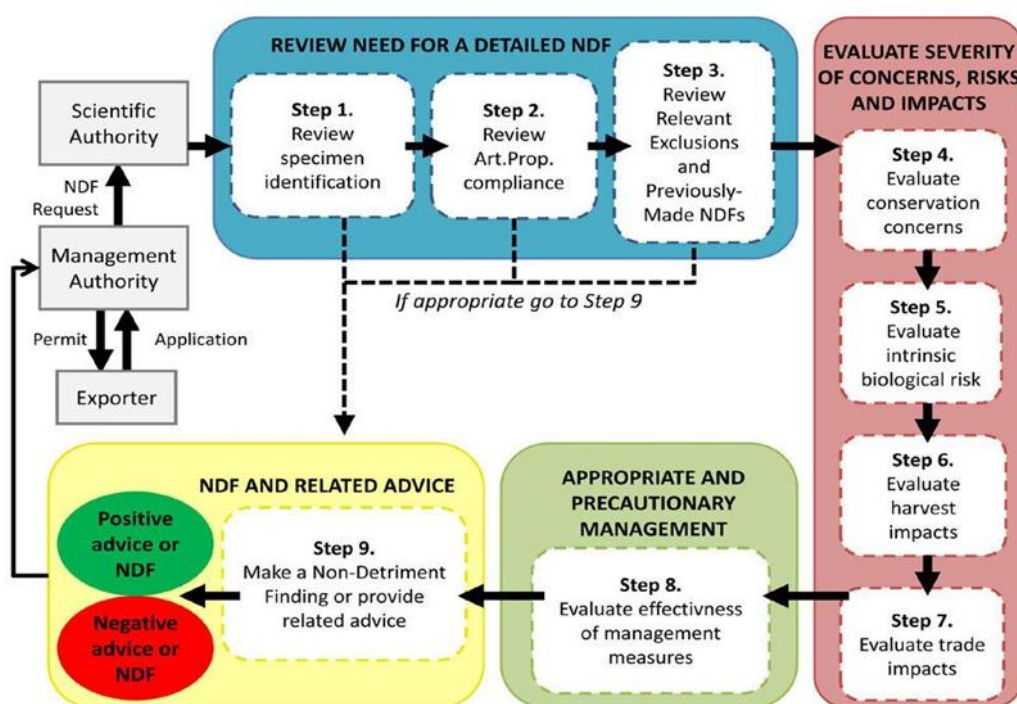 REVIEW NEED FOR A DETAILED NDF
Step 1.
Review
specimen
identification
Step 2.
Review
Art.Prop.
compliance
Step 3.
Review
Relevant
Exclusions
and
Previously-
Made NDFs
If appropriate go to Step 9
Scientific
Authority
NDF
Request
Management
Authority
Permit
Application
Exporter
EVALUATE SEVERITY
OF CONCERNS, RISKS
AND IMPACTS
Step 4.
Evaluate
conservation
concerns
Step 5.
Evaluate
intrinsic
biological risk
Step 6.
Evaluate
harvest
impacts
Step 7.
Evaluate trade
impacts
APPROPRIATE AND
PRECAUTIONARY
MANAGEMENT
Step 8.
Evaluate effectivness
of management
measures
NDF AND RELATED ADVICE
Step 9.
Make a Non-Detriment
Finding or provide
related advice
Positive
advice or
NDF
Negative
advice or
NDF